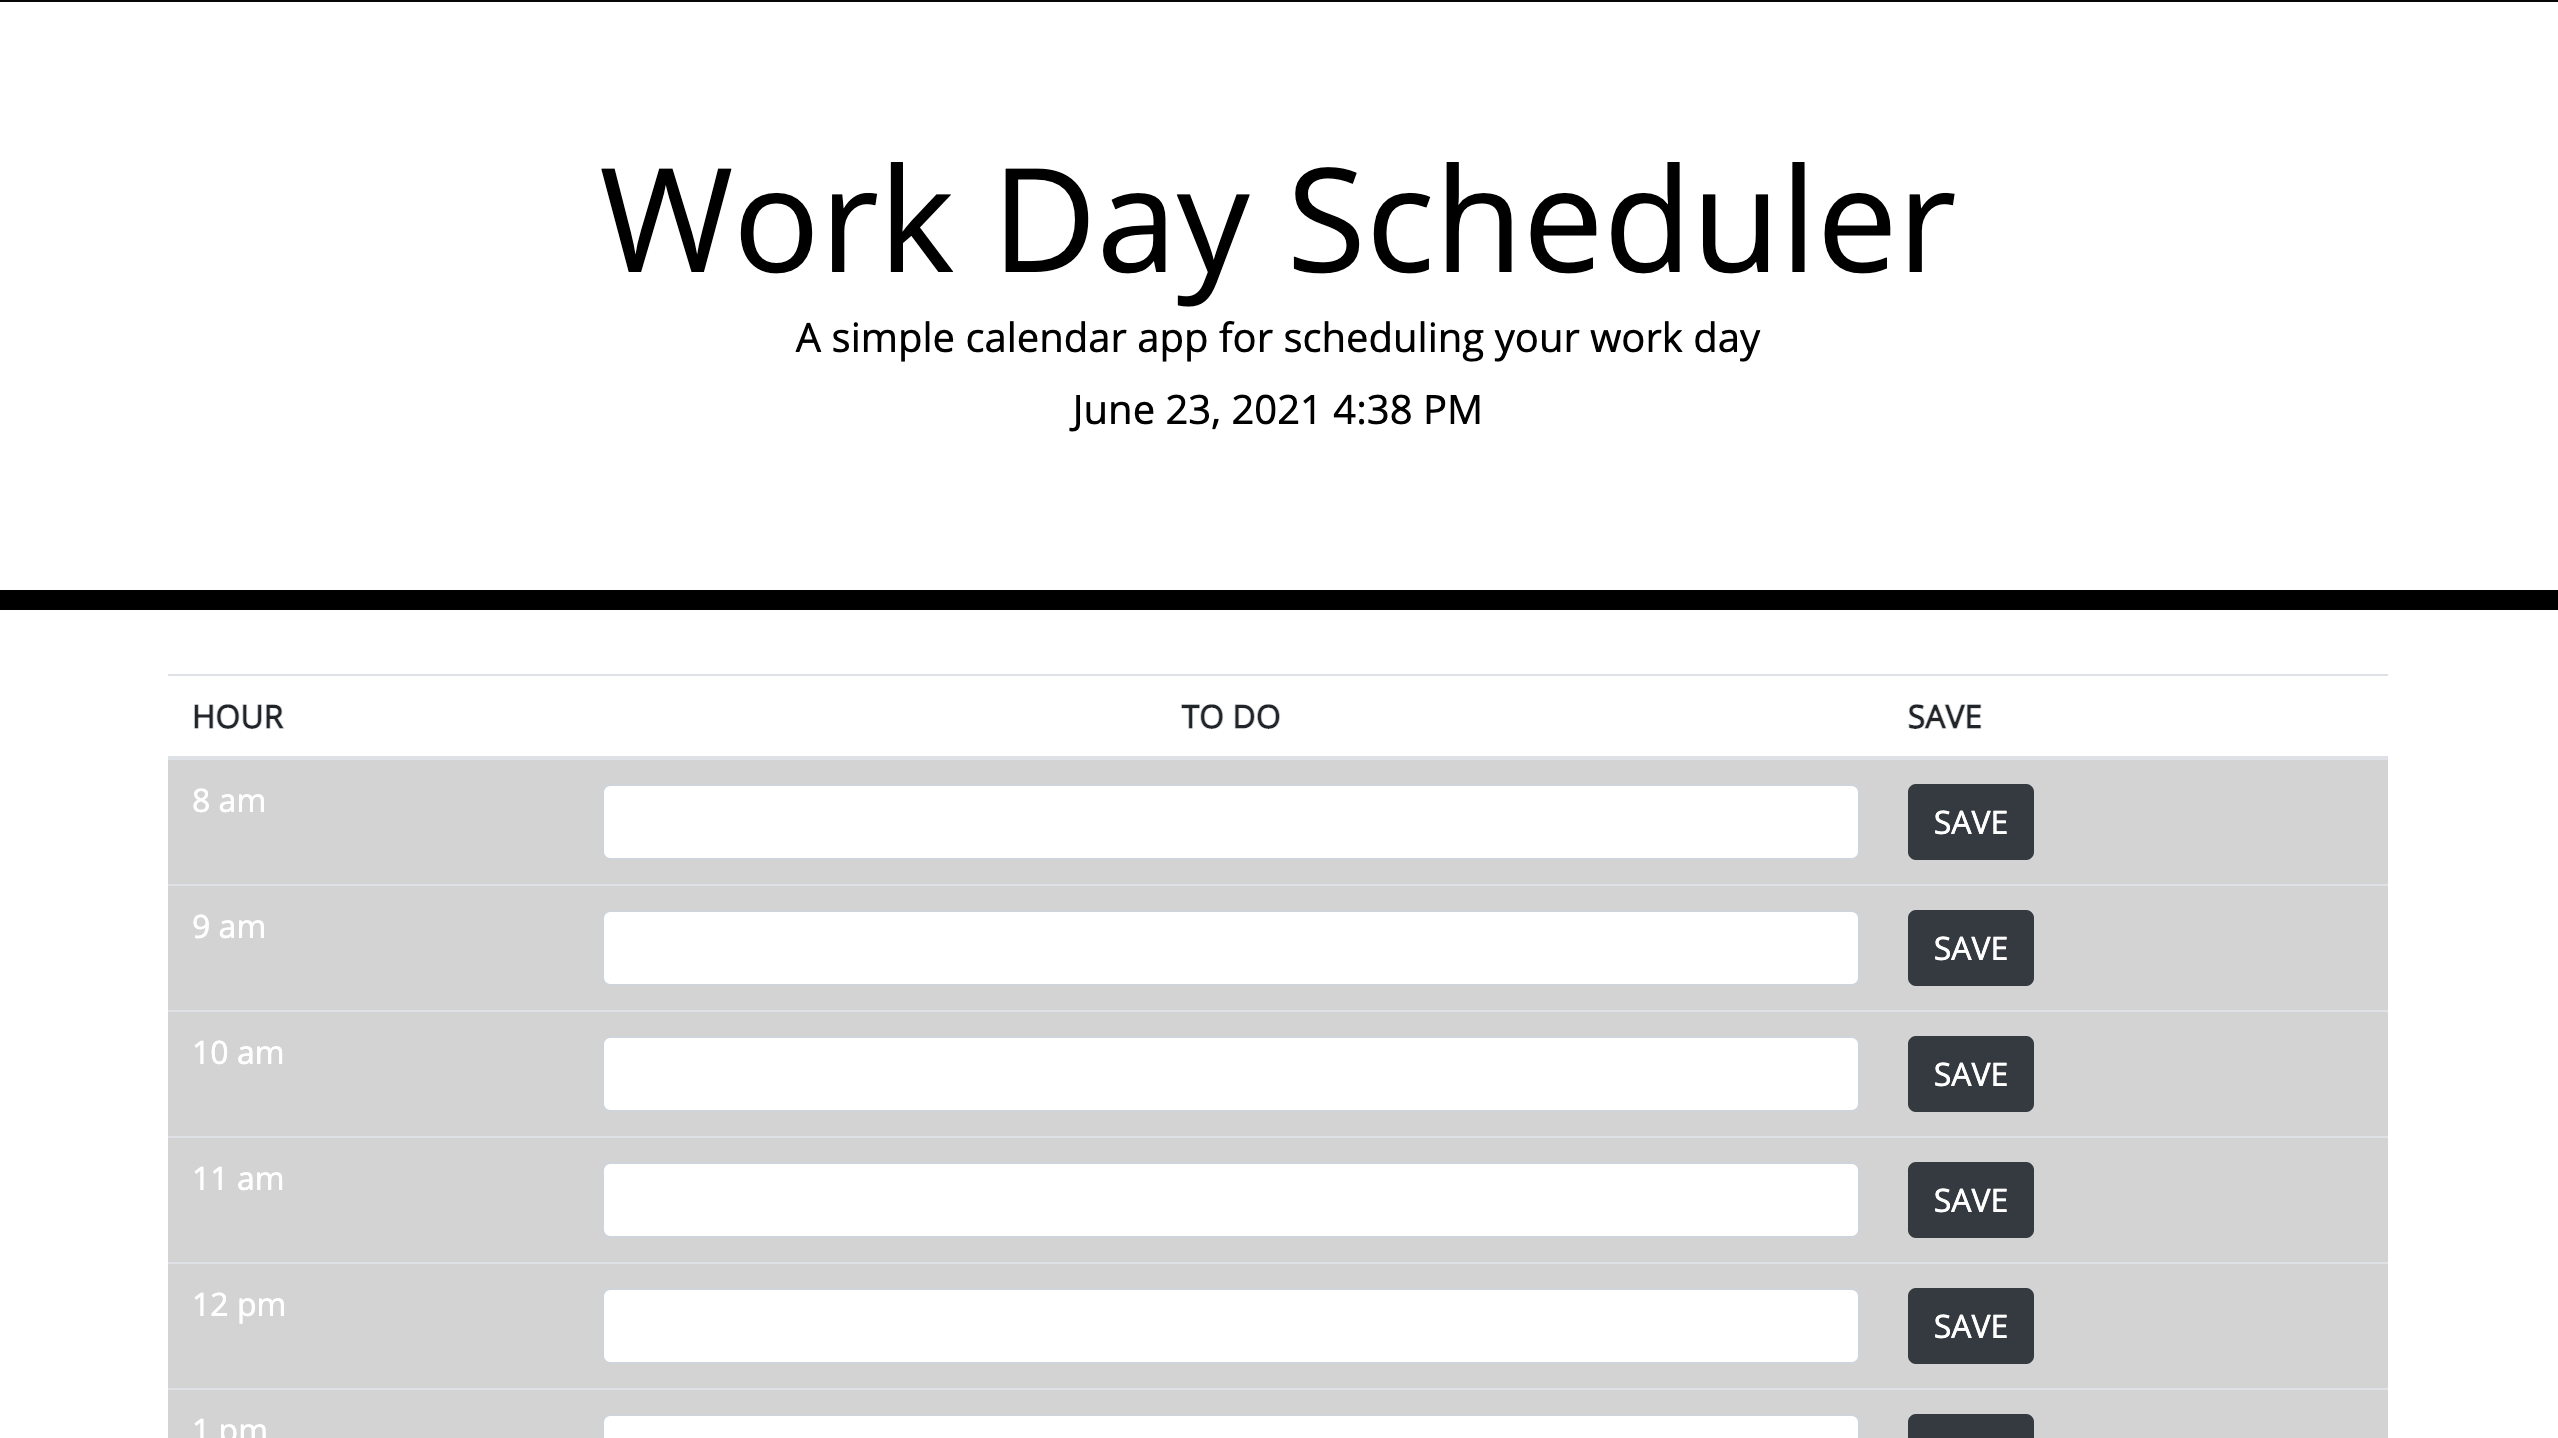 Work Day Scheduler
A simple calendar app for scheduling your work day
June 23, 2021 4:38 PM
HOUR TO DO SAVE
8 am SAVE
9 am SAVE
10 am SAVE
11 am SAVE
12 pm SAVE
1 pm